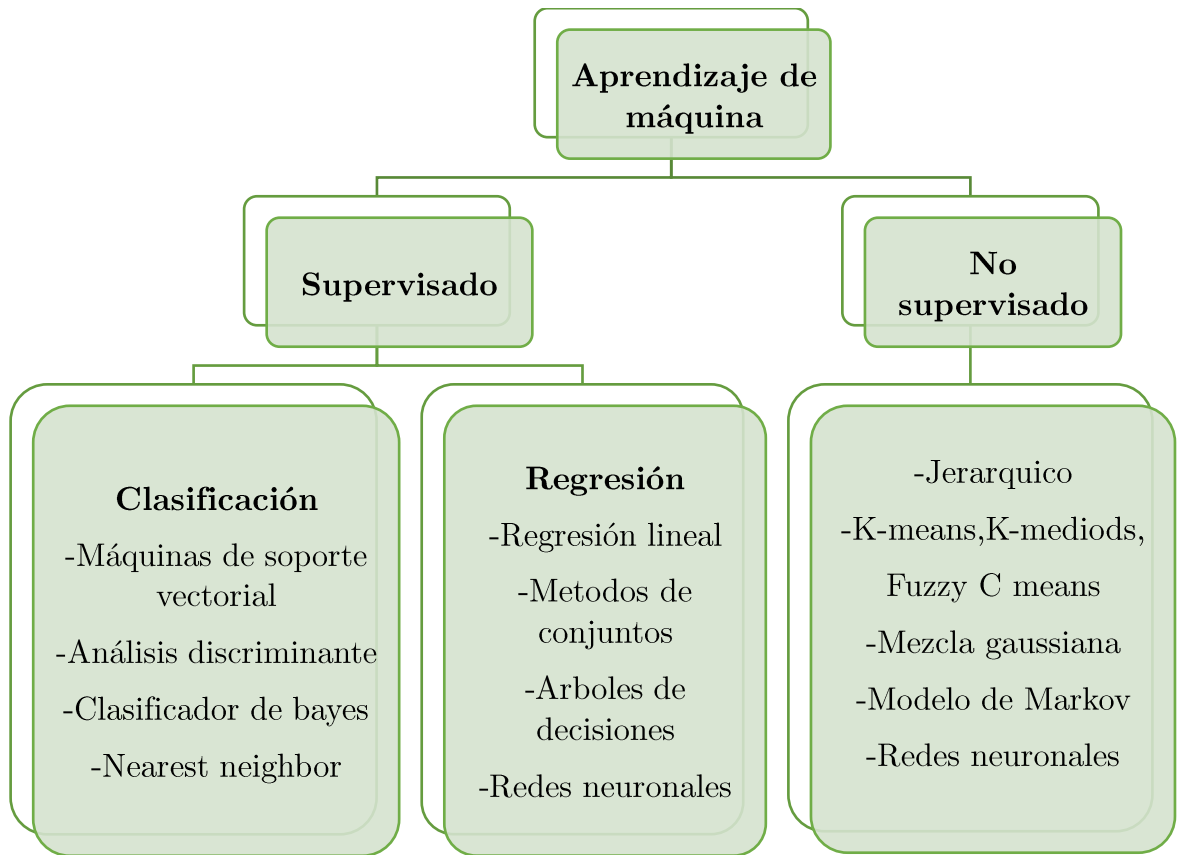 Aprendizaje de
máquina
Supervisado
No
supervisado
Clasificación
-Máquinas de soporte
vectorial
-Análisis discriminante
-Clasificador de bayes
-Nearest neighbor
Regresión
-Regresión lineal
-Metodos de
conjuntos
-Arboles de
decisiones
-Redes neuronales
-Jerarquico
-K-means,K-mediods,
Fuzzy C means
-Mezcla gaussiana
-Modelo de Markov
-Redes neuronales